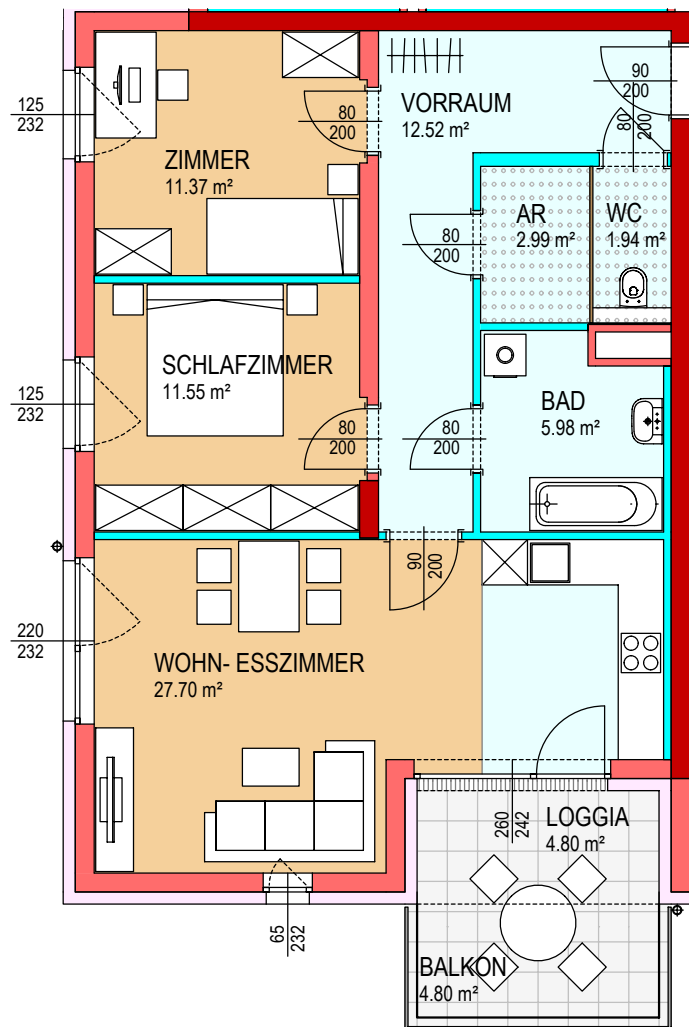 90
200
125
232
80
200
VORRAUM
12.52 m²
80
200
ZIMMER
11.37 m²
AR
2.99 m²
WC
1.94 m²
80
200
SCHLAFZIMMER
11.55 m²
125
232
BAD
5.98 m²
80
200
80
200
90
200
220
232
WOHN- ESSZIMMER
27.70 m²
260
242
LOGGIA
4.80 m²
65
232
BALKON
4.80 m²